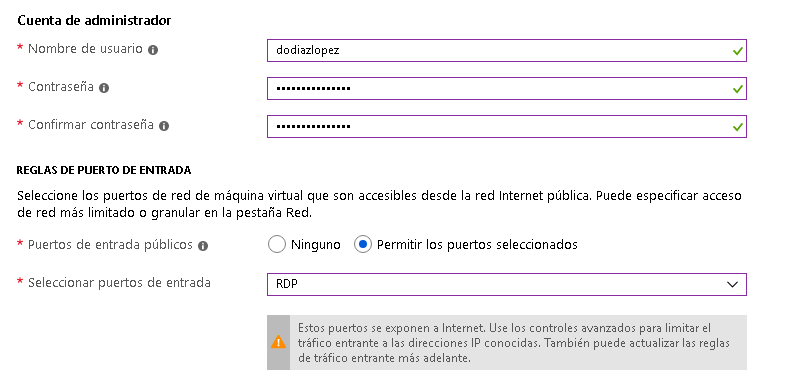 Cuenta de administrador
* Nombre de usuario
dodiazlopez
* Contraseña
•••••••••••••••
* Confirmar contraseña
•••••••••••••••
REGLAS DE PUERTO DE ENTRADA
Seleccione los puertos de red de máquina virtual que son accesibles desde la red Internet pública. Puede especificar acceso
de red más limitado o granular en la pestaña Red.
* Puertos de entrada públicos Ninguno Permitir los puertos seleccionados
* Seleccionar puertos de entrada
RDP
Estos puertos se exponen a Internet. Use los controles avanzados para limitar el
tráfico entrante a las direcciones IP conocidas. También puede actualizar las reglas
de tráfico entrante más adelante.